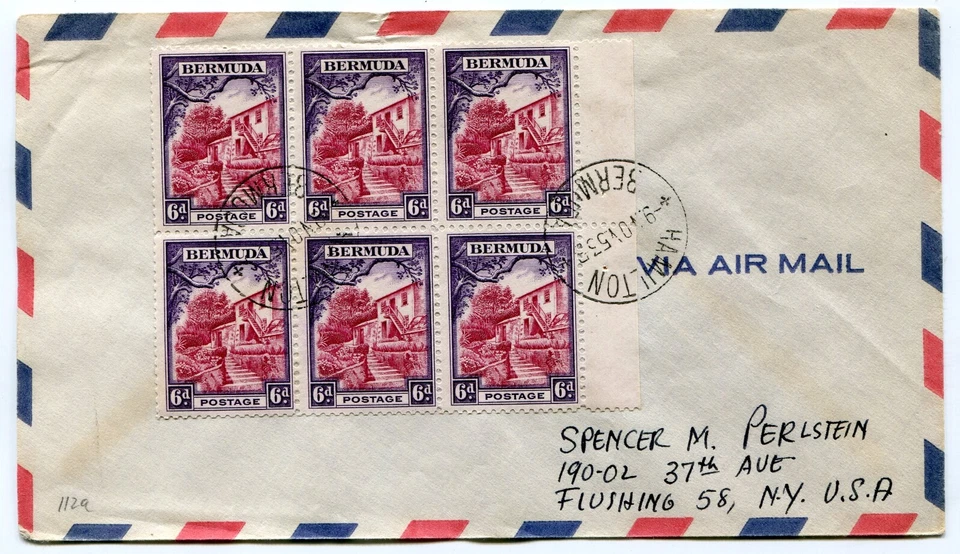 BERMUDA BERMUDA BERMUDA
6d POSTAGE 6d 6d POSTAGE 6d 6d POSTAGE 6d
BERMUDA BERMUDA BERMUDA
6d POSTAGE 6d 6d POSTAGE 6d 6d POSTAGE 6d
HAMILTON
BERMUDA
VIA AIR MAIL
SPENCER M. PERLSTEIN
190-02 37th AVE
FLUSHING 58, N.Y. U.S.A
112a